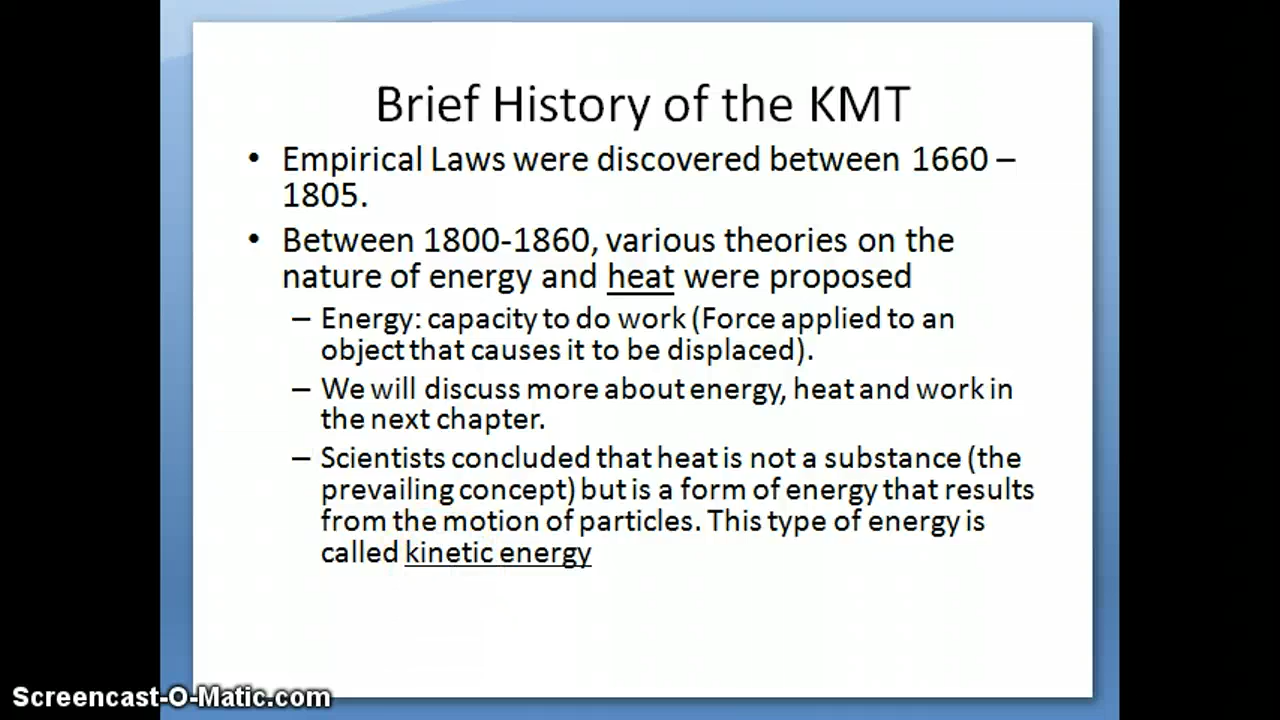 Brief History of the KMT
• Empirical Laws were discovered between 1660 –
1805.
• Between 1800-1860, various theories on the
nature of energy and heat were proposed
– Energy: capacity to do work (Force applied to an
object that causes it to be displaced).
– We will discuss more about energy, heat and work in
the next chapter.
– Scientists concluded that heat is not a substance (the
prevailing concept) but is a form of energy that results
from the motion of particles. This type of energy is
called kinetic energy
Screencast-O-Matic.com